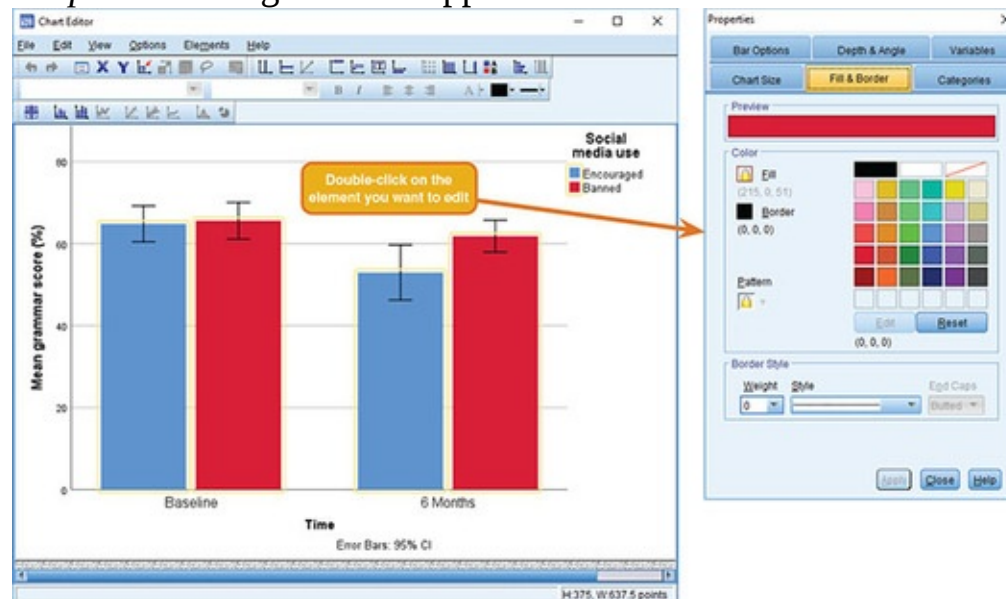 Chart Editor
File Edit View Options Elements Help
X Y
B I
A
Social
media use
Encouraged
Banned
Double-click on the
element you want to edit
80
60
40
20
0
Mean grammar score (%)
Baseline 6 Months
Time
Error Bars: 95% CI
H:375, W:637.5 points
Properties
Bar Options Depth & Angle Variables
Chart Size Fill & Border Categories
Preview
Color
Fill
(215, 0, 51)
Border
(0, 0, 0)
Pattern
Edit Reset
(0, 0, 0)
Border Style
Weight Style End Caps
0 Butted
Apply Close Help